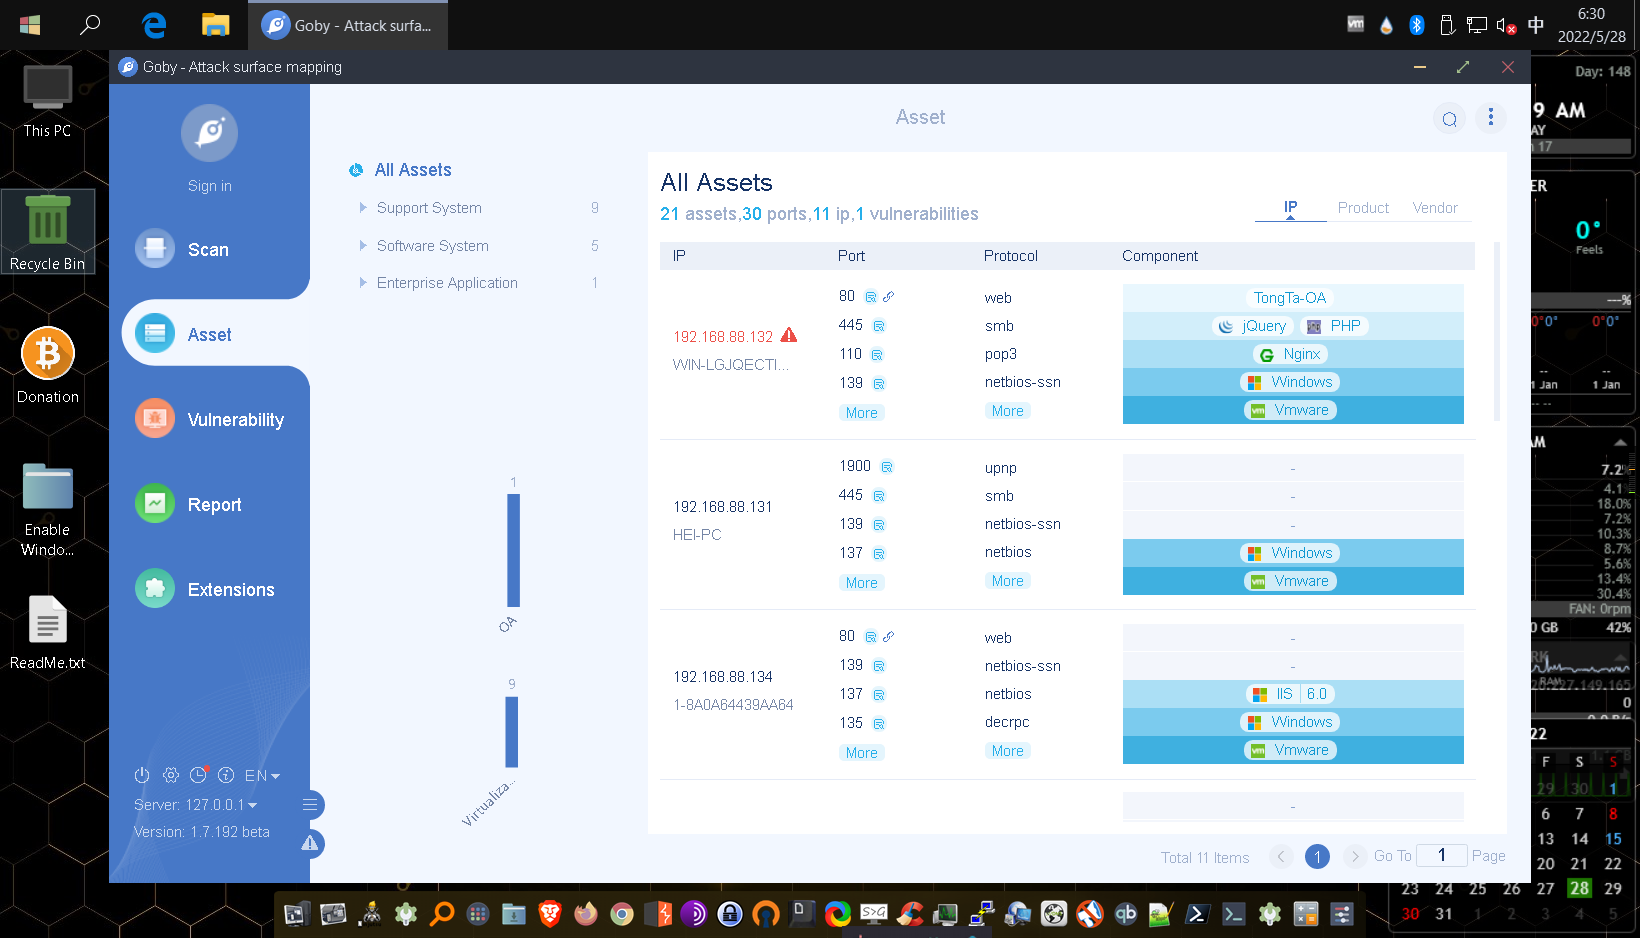 Goby - Attack surfa...
中
6:30
2022/5/28
Goby - Attack surface mapping
This PC
Recycle Bin
Donation
Enable
Windo...
ReadMe.txt
Sign in
Scan
Asset
Vulnerability
Report
Extensions
EN
Server: 127.0.0.1
Version: 1.7.192 beta
Asset
All Assets
Support System 9
Software System 5
Enterprise Application 1
1
OA
9
Virtualiza...
All Assets
21 assets,30 ports,11 ip,1 vulnerabilities
IP Product Vendor
IP Port Protocol Component
192.168.88.132
WIN-LGJQECTI...
80 web
445 smb
110 pop3
139 netbios-ssn
More More
TongTa-OA
jQuery PHP
Nginx
Windows
vm Vmware
192.168.88.131
HEI-PC
1900 upnp
445 smb
139 netbios-ssn
137 netbios
More More
-
-
-
Windows
vm Vmware
192.168.88.134
1-8A0A64439AA64
80 web
139 netbios-ssn
137 netbios
135 decrpc
More More
-
-
IIS 6.0
Windows
vm Vmware
-
Total 11 Items 1 Go To 1 Page
Day: 148
9 AM
AY
17
ER
0°
Feels
---%
0°0° 0°0°
-- --
1 Jan 1 Jan
-- --
AM
7.2%
4.1%
18.0%
7.2%
10.3%
8.7%
5.6%
13.4%
30.4%
FAN: 0rpm
0 GB 42%
RK
RAM
0
22
F S S
29 30 1
6 7 8
13 14 15
20 21 22
23 24 25 26 27 28 29
30 31 1 2 3 4 5